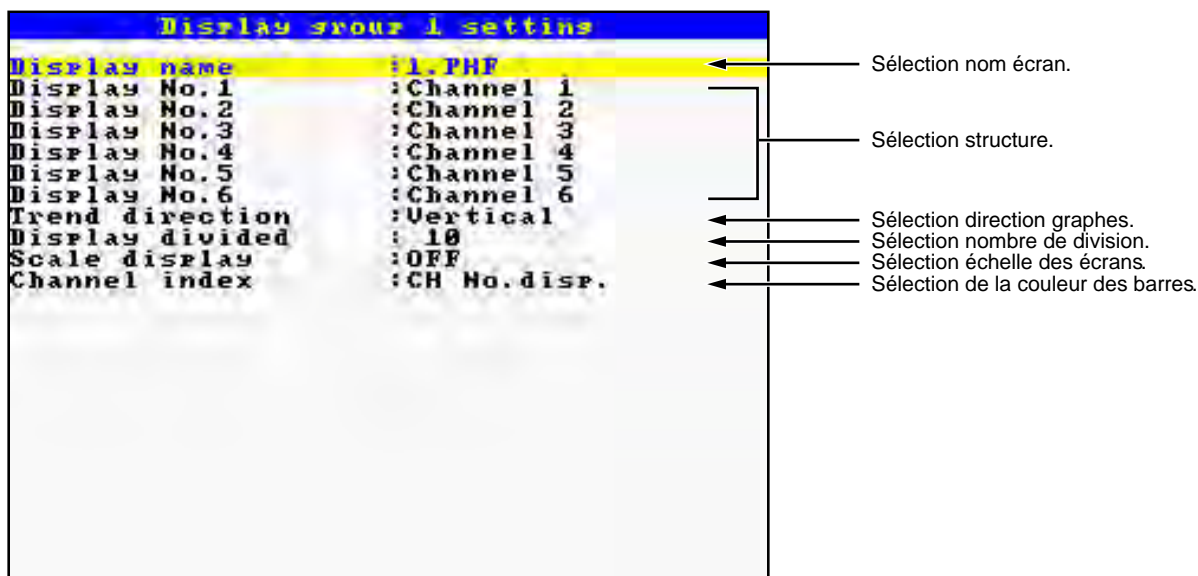 Display group 1 setting
Display name :1.PHF
Sélection nom écran.
Display No.1 :Channel 1
Display No.2 :Channel 2
Display No.3 :Channel 3
Display No.4 :Channel 4
Display No.5 :Channel 5
Display No.6 :Channel 6
Sélection structure.
Trend direction :Vertical
Sélection direction graphes.
Display divided : 10
Sélection nombre de division.
Scale display :OFF
Sélection échelle des écrans.
Channel index :CH No.disp.
Sélection de la couleur des barres.